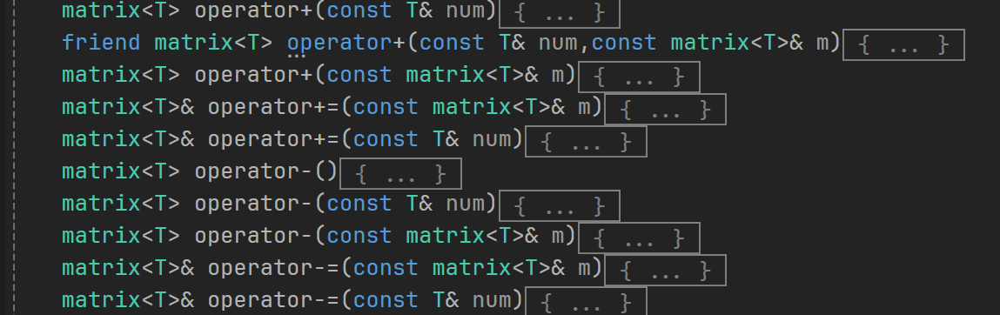 matrix<T> operator+(const T& num){ ... }
friend matrix<T> operator+(const T& num,const matrix<T>& m){ ... }
matrix<T> operator+(const matrix<T>& m){ ... }
matrix<T>& operator+=(const matrix<T>& m){ ... }
matrix<T>& operator+=(const T& num){ ... }
matrix<T> operator-(){ ... }
matrix<T> operator-(const T& num){ ... }
matrix<T> operator-(const matrix<T>& m){ ... }
matrix<T>& operator-=(const matrix<T>& m){ ... }
matrix<T>& operator-=(const T& num){ ... }